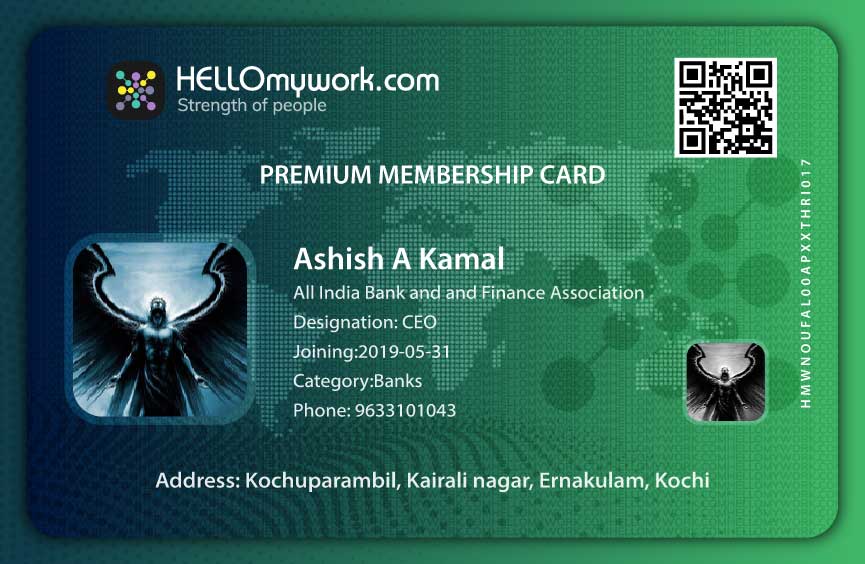 HELLOmywork.com
Strength of people
PREMIUM MEMBERSHIP CARD
Ashish A Kamal
All India Bank and and Finance Association
Designation: CEO
Joining:2019-05-31
Category:Banks
Phone: 9633101043
Address: Kochuparambil, Kairali nagar, Ernakulam, Kochi
HMWNOUFAL00APXXTHRI017